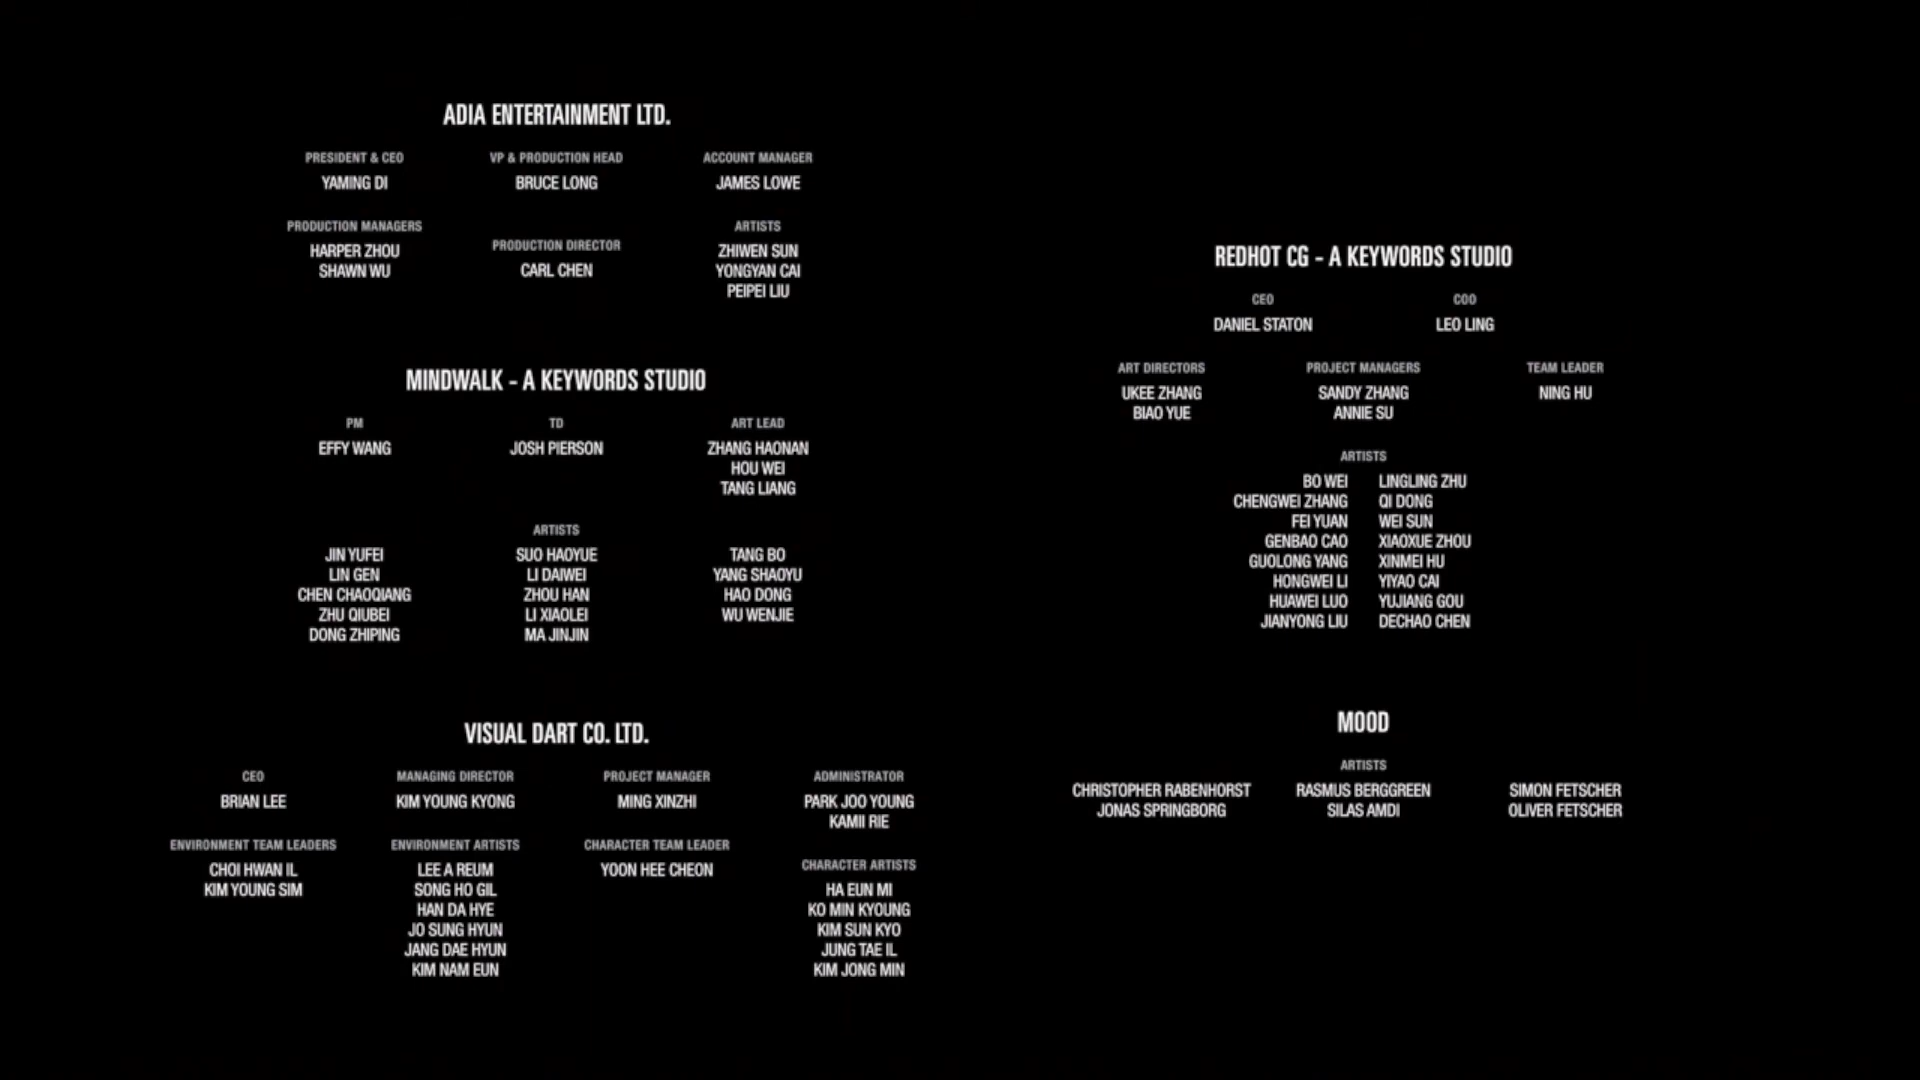 ADIA ENTERTAINMENT LTD.
PRESIDENT & CEO
YAMING DI
VP & PRODUCTION HEAD
BRUCE LONG
ACCOUNT MANAGER
JAMES LOWE
PRODUCTION MANAGERS
HARPER ZHOU
SHAWN WU
PRODUCTION DIRECTOR
CARL CHEN
ARTISTS
ZHIWEN SUN
YONGYAN CAI
PEIPEI LIU
MINDWALK - A KEYWORDS STUDIO
PM
EFFY WANG
TD
JOSH PIERSON
ART LEAD
ZHANG HAONAN
HOU WEI
TANG LIANG
ARTISTS
JIN YUFEI
LIN GEN
CHEN CHAOQIANG
ZHU QIUBEI
DONG ZHIPING
SUO HAOYUE
LI DAIWEI
ZHOU HAN
LI XIAOLEI
MA JINJIN
TANG BO
YANG SHAOYU
HAO DONG
WU WENJIE
VISUAL DART CO. LTD.
CEO
BRIAN LEE
MANAGING DIRECTOR
KIM YOUNG KYONG
PROJECT MANAGER
MING XINZHI
ADMINISTRATOR
PARK JOO YOUNG
KAMII RIE
ENVIRONMENT TEAM LEADERS
CHOI HWAN IL
KIM YOUNG SIM
ENVIRONMENT ARTISTS
LEE A REUM
SONG HO GIL
HAN DA HYE
JO SUNG HYUN
JANG DAE HYUN
KIM NAM EUN
CHARACTER TEAM LEADER
YOON HEE CHEON
CHARACTER ARTISTS
HA EUN MI
KO MIN KYOUNG
KIM SUN KYO
JUNG TAE IL
KIM JONG MIN
REDHOT CG - A KEYWORDS STUDIO
CEO
DANIEL STATON
COO
LEO LING
ART DIRECTORS
UKEE ZHANG
BIAO YUE
PROJECT MANAGERS
SANDY ZHANG
ANNIE SU
TEAM LEADER
NING HU
ARTISTS
BO WEI
CHENGWEI ZHANG
FEI YUAN
GENBAO CAO
GUOLONG YANG
HONGWEI LI
HUAWEI LUO
JIANYONG LIU
LINGLING ZHU
QI DONG
WEI SUN
XIAOXUE ZHOU
XINMEI HU
YIYAO CAI
YUJIANG GOU
DECHAO CHEN
MOOD
ARTISTS
CHRISTOPHER RABENHORST
JONAS SPRINGBORG
RASMUS BERGGREEN
SILAS AMDI
SIMON FETSCHER
OLIVER FETSCHER